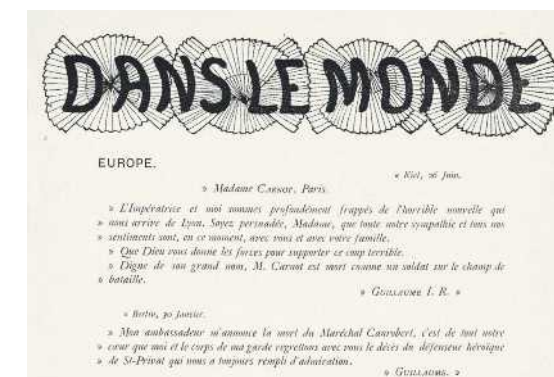 DANS LE MONDE
EUROPE.
« Kiel, 26 Juin.
» Madame CARNOT, Paris.
» L'Impératrice et moi sommes profondément frappés de l'horrible nouvelle qui
» nous arrive de Lyon. Soyez persuadée, Madame, que toute notre sympathie et tous nos
» sentiments sont, en ce moment, avec vous et avec votre famille.
» Que Dieu vous donne les forces pour supporter ce coup terrible.
» Digne de son grand nom, M. Carnot est mort comme un soldat sur le champ de
» bataille.
» GUILLAUME I. R. »
« Berlin, 30 Janvier.
» Mon ambassadeur m'annonce la mort du Maréchal Canrobert, c'est de tout notre
» cœur que moi et le corps de ma garde regrettons avec vous le décès du défenseur héroïque
» de St-Privat qui nous a toujours rempli d'admiration.
» GUILLAUME. »